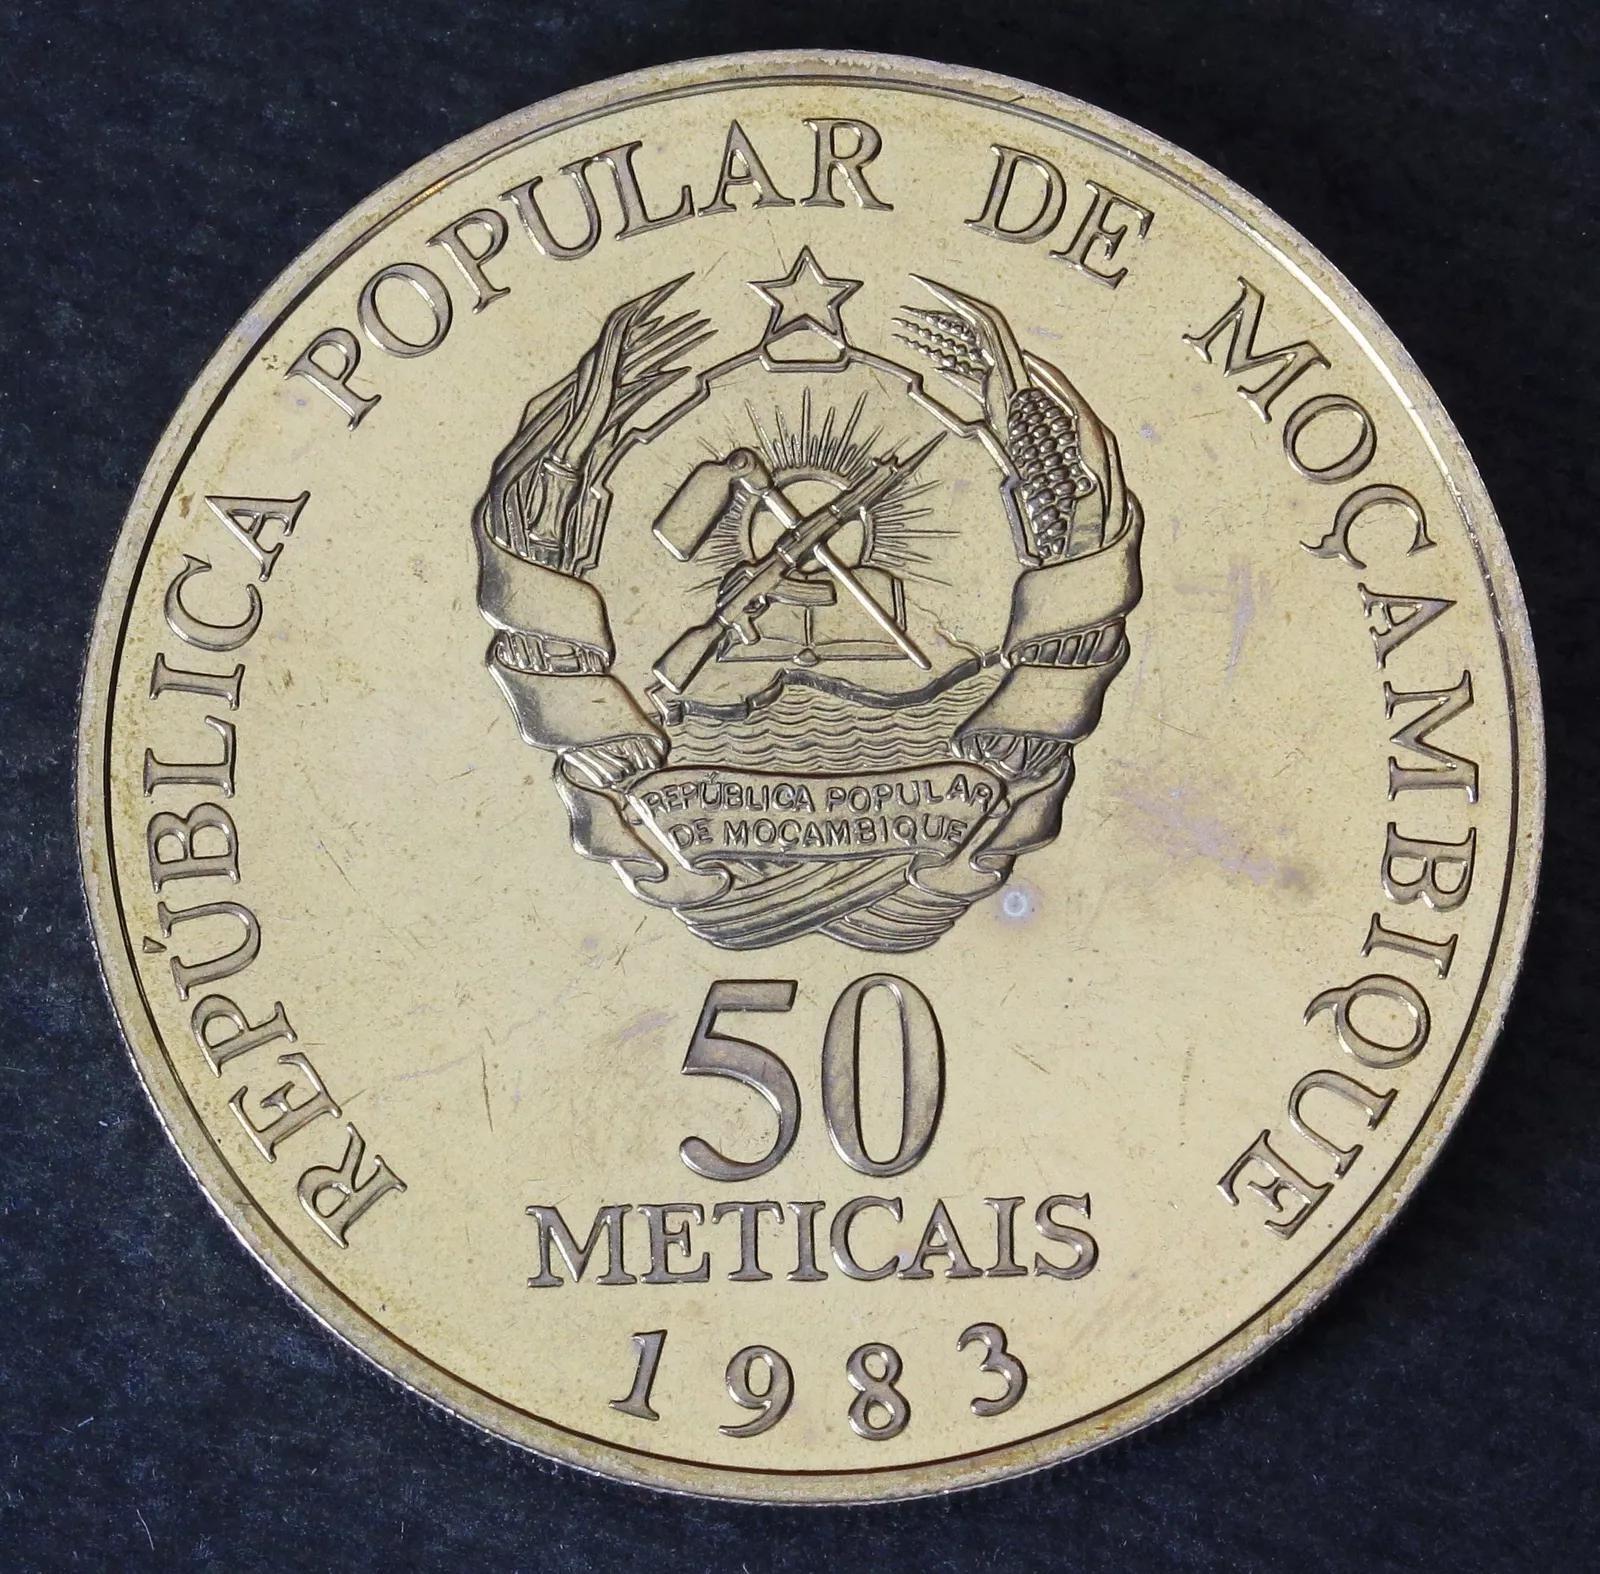 REPÚBLICA POPULAR DE MOÇAMBIQUE
REPÚBLICA POPULAR
DE MOÇAMBIQUE
50
METICAIS
1983